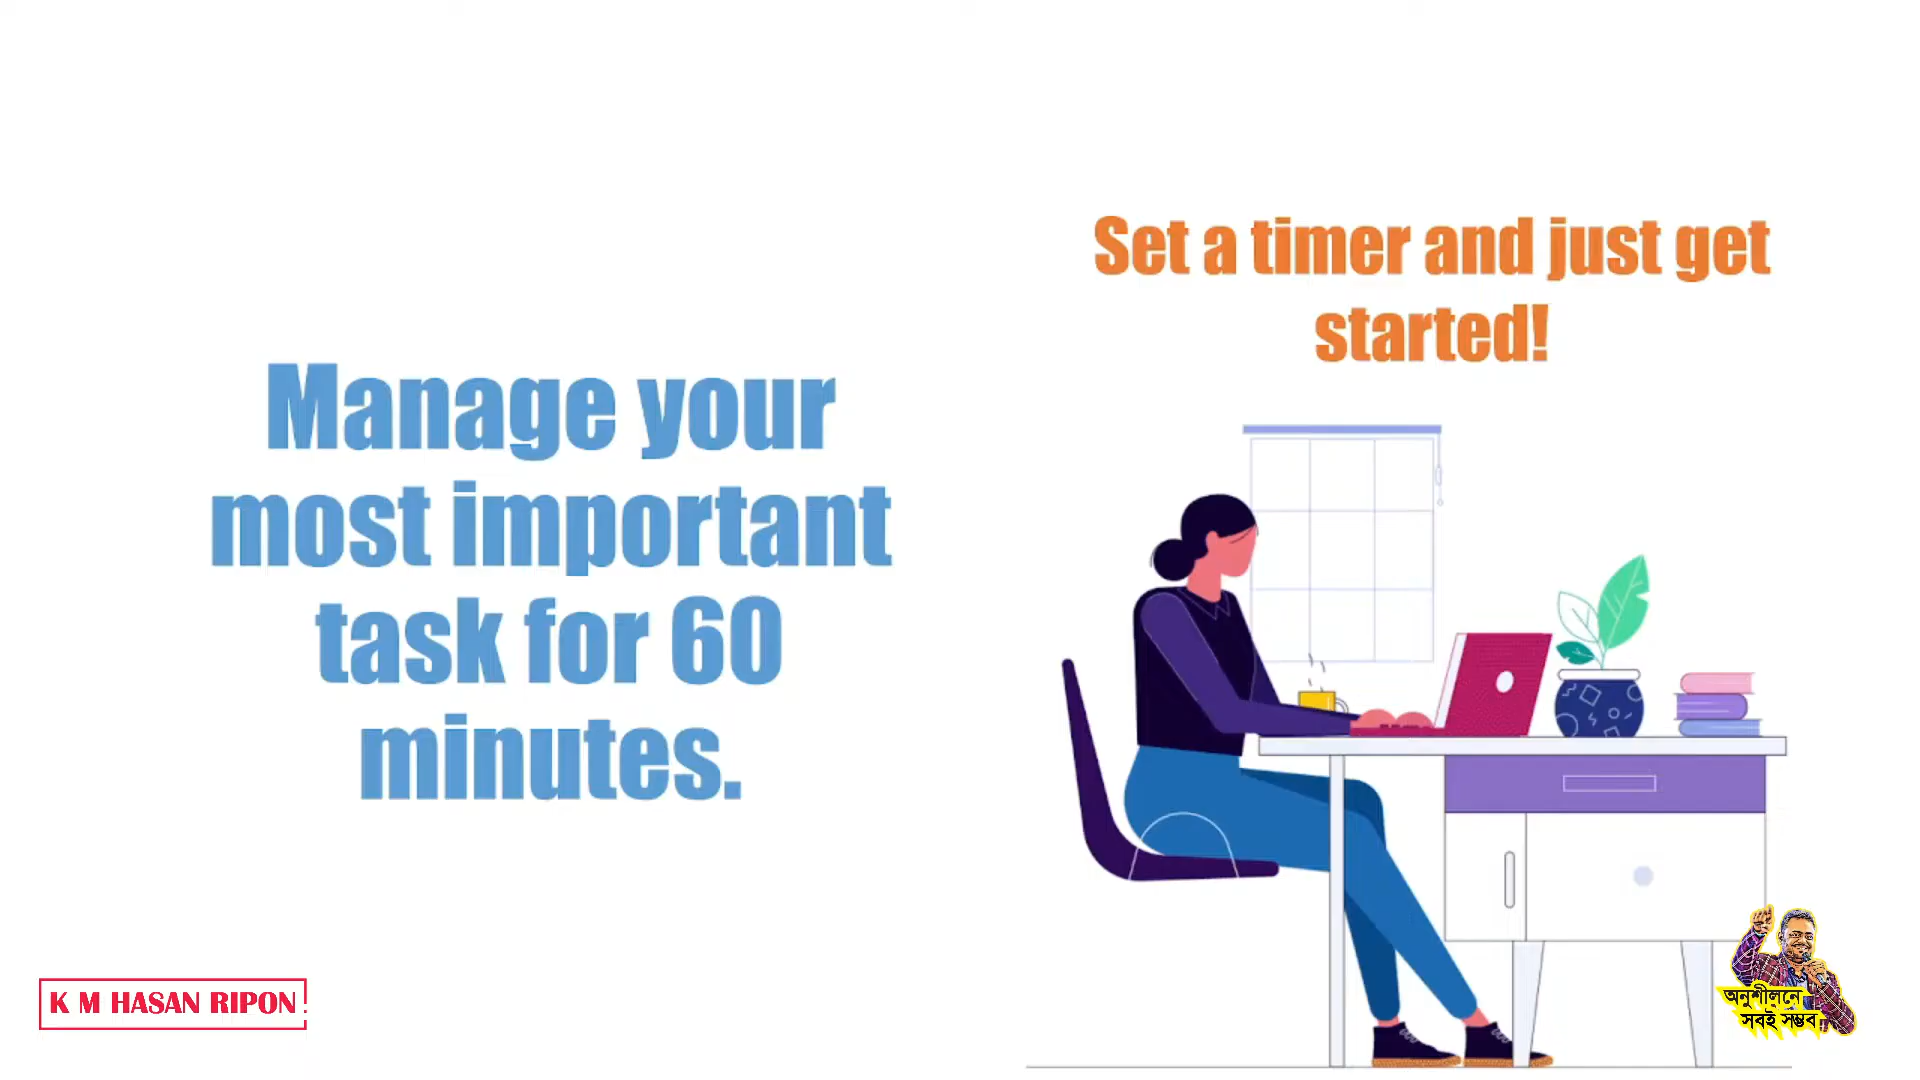 Manage your
most important
task for 60
minutes.
Set a timer and just get
started!
K M HASAN RIPON
অনুশীলনে
সবই সম্ভব